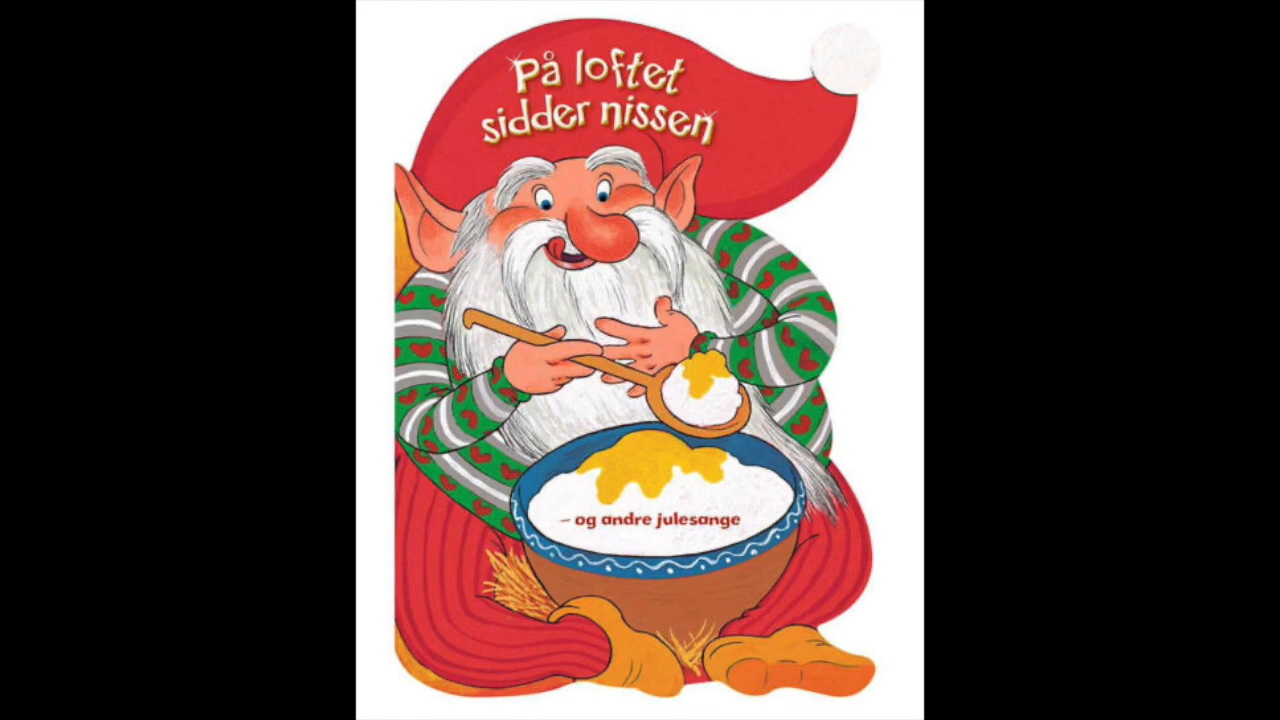 På loftet
sidder nissen
– og andre julesange